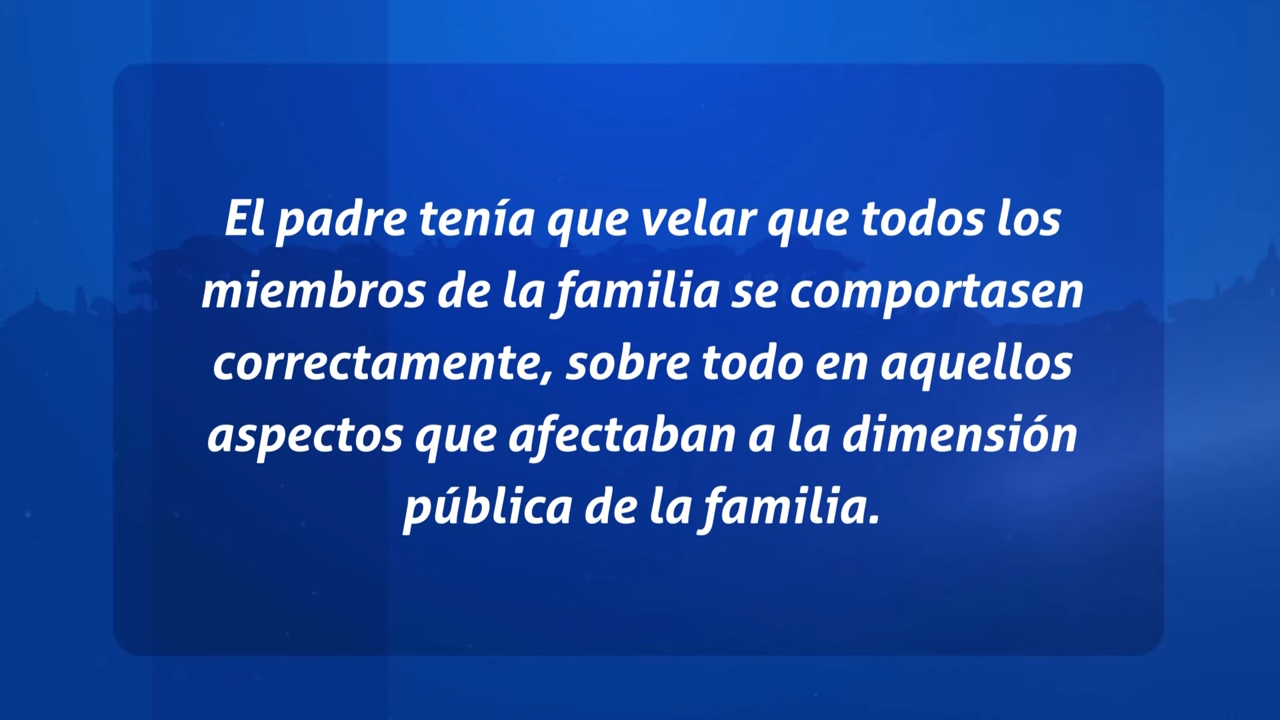 El padre tenía que velar que todos los
miembros de la familia se comportasen
correctamente, sobre todo en aquellos
aspectos que afectaban a la dimensión
pública de la familia.